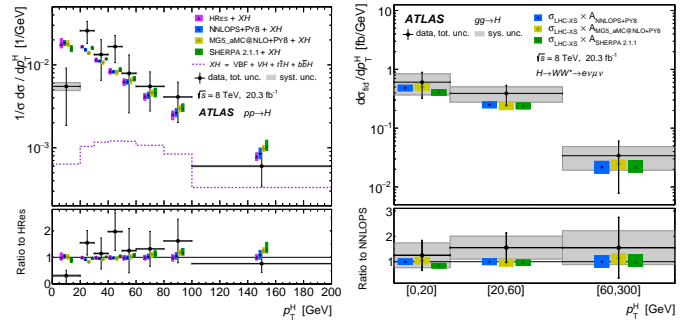 1/σ dσ / dp_T^H [1/GeV]
10⁻²
10⁻³
HRES + XH
NNLOPS+PY8 + XH
MG5_aMC@NLO+PY8 + XH
SHERPA 2.1.1 + XH
XH = VBF + VH + tt̄H + bb̄H
data, tot. unc. syst. unc.
√s = 8 TeV, 20.3 fb⁻¹
ATLAS pp→H
Ratio to HRes
2
1
0 20 40 60 80 100 120 140 160 180 200
p_T^H [GeV]
dσ_fid/dp_T^H [fb/GeV]
10
1
10⁻¹
10⁻²
ATLAS gg→H
data, tot. unc. sys. unc.
√s = 8 TeV, 20.3 fb⁻¹
H→WW*→eνμν
σ_LHC-XS × A_NNLOPS+PY8
σ_LHC-XS × A_MG5_aMC@NLO+PY8
σ_LHC-XS × A_SHERPA 2.1.1
Ratio to NNLOPS
3
2
1
[0,20] [20,60] [60,300]
p_T^H [GeV]